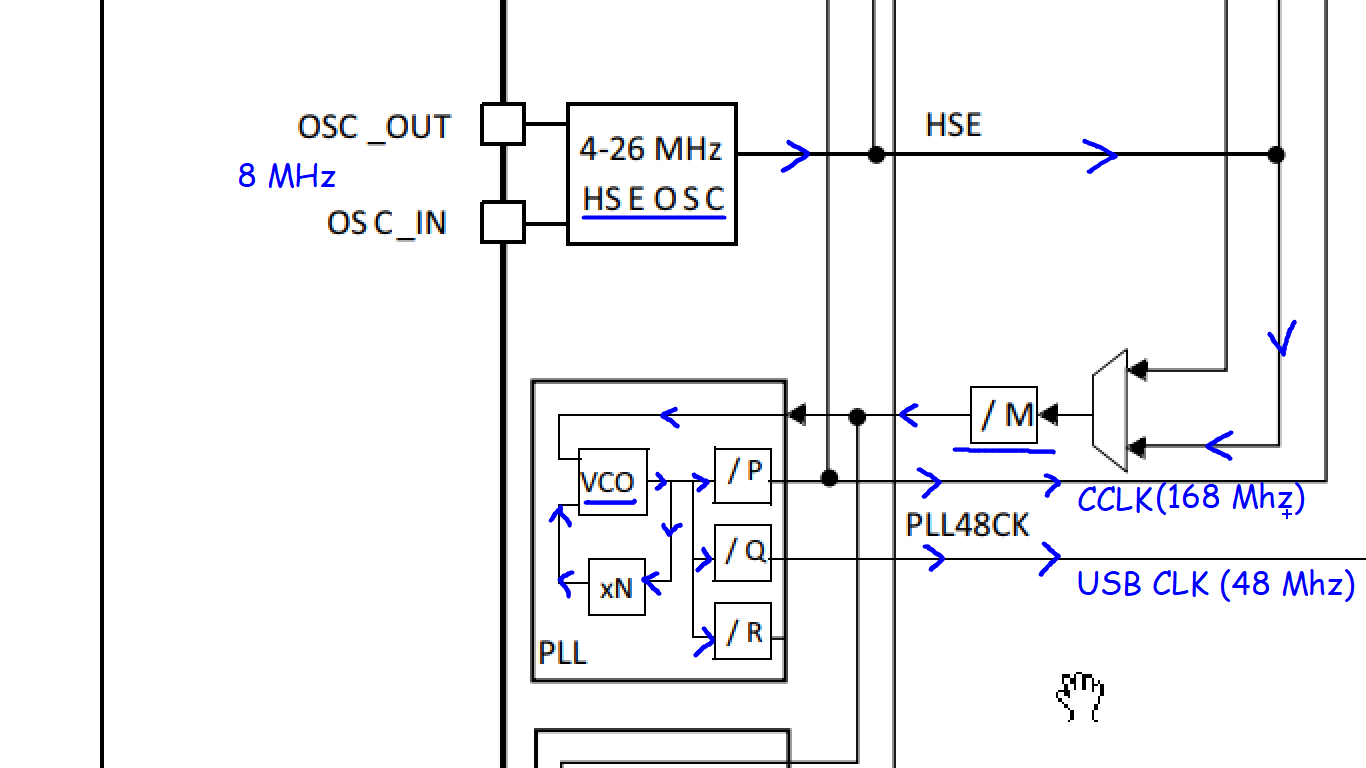 OSC _OUT
8 MHz
OSC_IN
4-26 MHz
HSE OSC
HSE
/ M
VCO
/ P
CCLK(168 Mhz)
PLL48CK
/ Q
xN
USB CLK (48 Mhz)
/ R
PLL